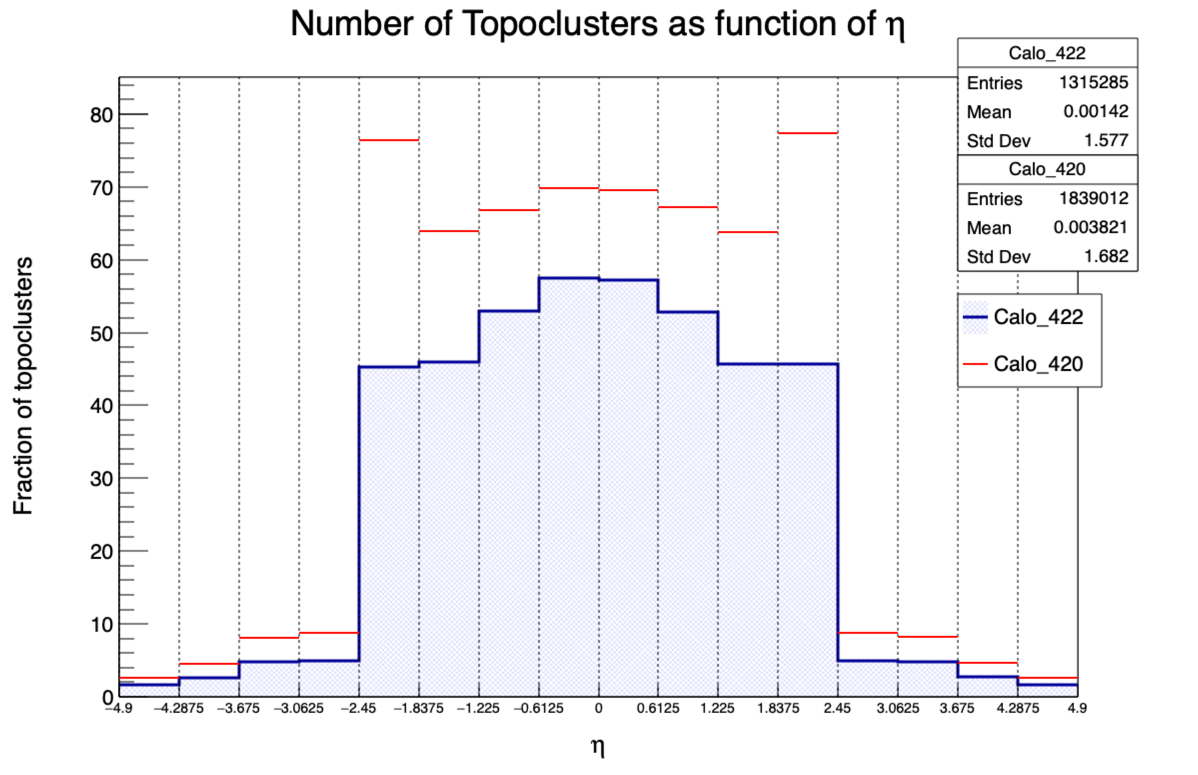 Number of Topoclusters as function of η
Calo_422
Entries 1315285
Mean 0.00142
Std Dev 1.577
Calo_420
Entries 1839012
Mean 0.003821
Std Dev 1.682
Calo_422
Calo_420
Fraction of topoclusters
80
70
60
50
40
30
20
10
0
−4.9 −4.2875 −3.675 −3.0625 −2.45 −1.8375 −1.225 −0.6125 0 0.6125 1.225 1.8375 2.45 3.0625 3.675 4.2875 4.9
η